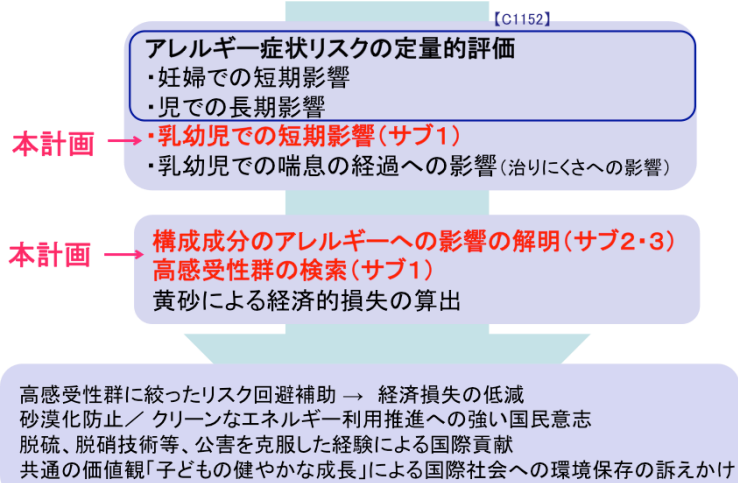 【C1152】
アレルギー症状リスクの定量的評価
・妊婦での短期影響
・児での長期影響
本計画 → ・乳幼児での短期影響(サブ1)
・乳幼児での喘息の経過への影響(治りにくさへの影響)
本計画 → 構成成分のアレルギーへの影響の解明(サブ2・3)
高感受性群の検索(サブ1)
黄砂による経済的損失の算出
高感受性群に絞ったリスク回避補助 → 経済損失の低減
砂漠化防止／ クリーンなエネルギー利用推進への強い国民意志
脱硫、脱硝技術等、公害を克服した経験による国際貢献
共通の価値観「子どもの健やかな成長」による国際社会への環境保存の訴えかけ